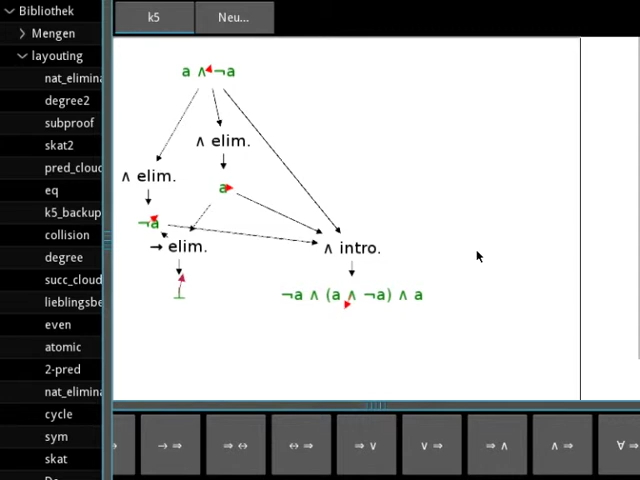 Bibliothek
Mengen
layouting
nat_elimina
degree2
subproof
skat2
pred_cloud
eq
k5_backup
collision
degree
succ_cloud
lieblingsbe
even
atomic
2-pred
nat_elimina
cycle
sym
skat
k5
Neu...
a ∧ ¬a
∧ elim.
∧ elim.
a
¬a
→ elim.
∧ intro.
⊥
¬a ∧ (a ∧ ¬a) ∧ a
→ ⇒
⇒ ↔
↔ ⇒
⇒ ∨
∨ ⇒
⇒ ∧
∧ ⇒
∀ ⇒